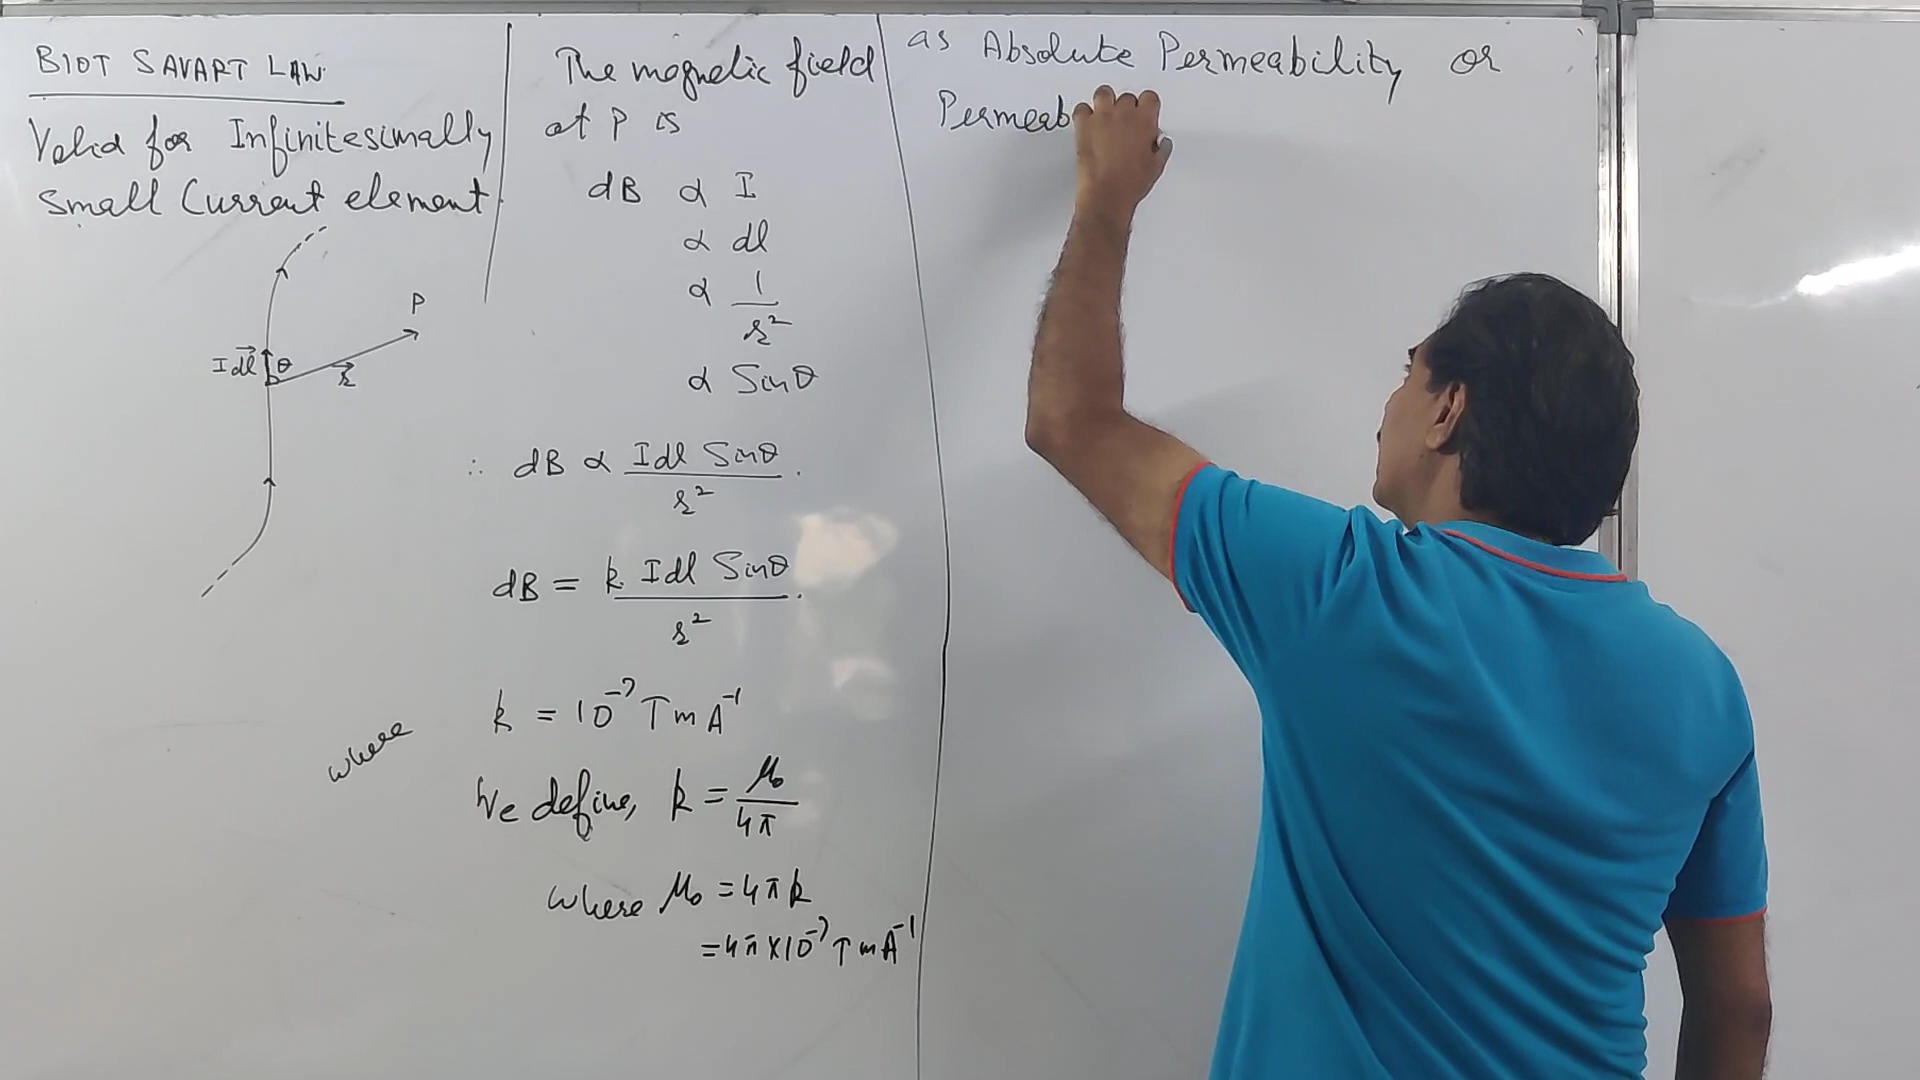 BIOT SAVART LAW
Valid for Infinitesimally
Small Current element.
P
I dl⃗ θ
r⃗
The magnetic field
at P is
dB ∝ I
∝ dl
∝ 1/r²
∝ Sinθ
∴ dB ∝ Idl Sinθ / r² .
dB = k. Idl Sinθ / r² .
where k = 10⁻⁷ T m A⁻¹
We define, k = μ₀/4π
where μ₀ = 4πk
= 4π × 10⁻⁷ T m A⁻¹
as Absolute Permeability or
Permeab